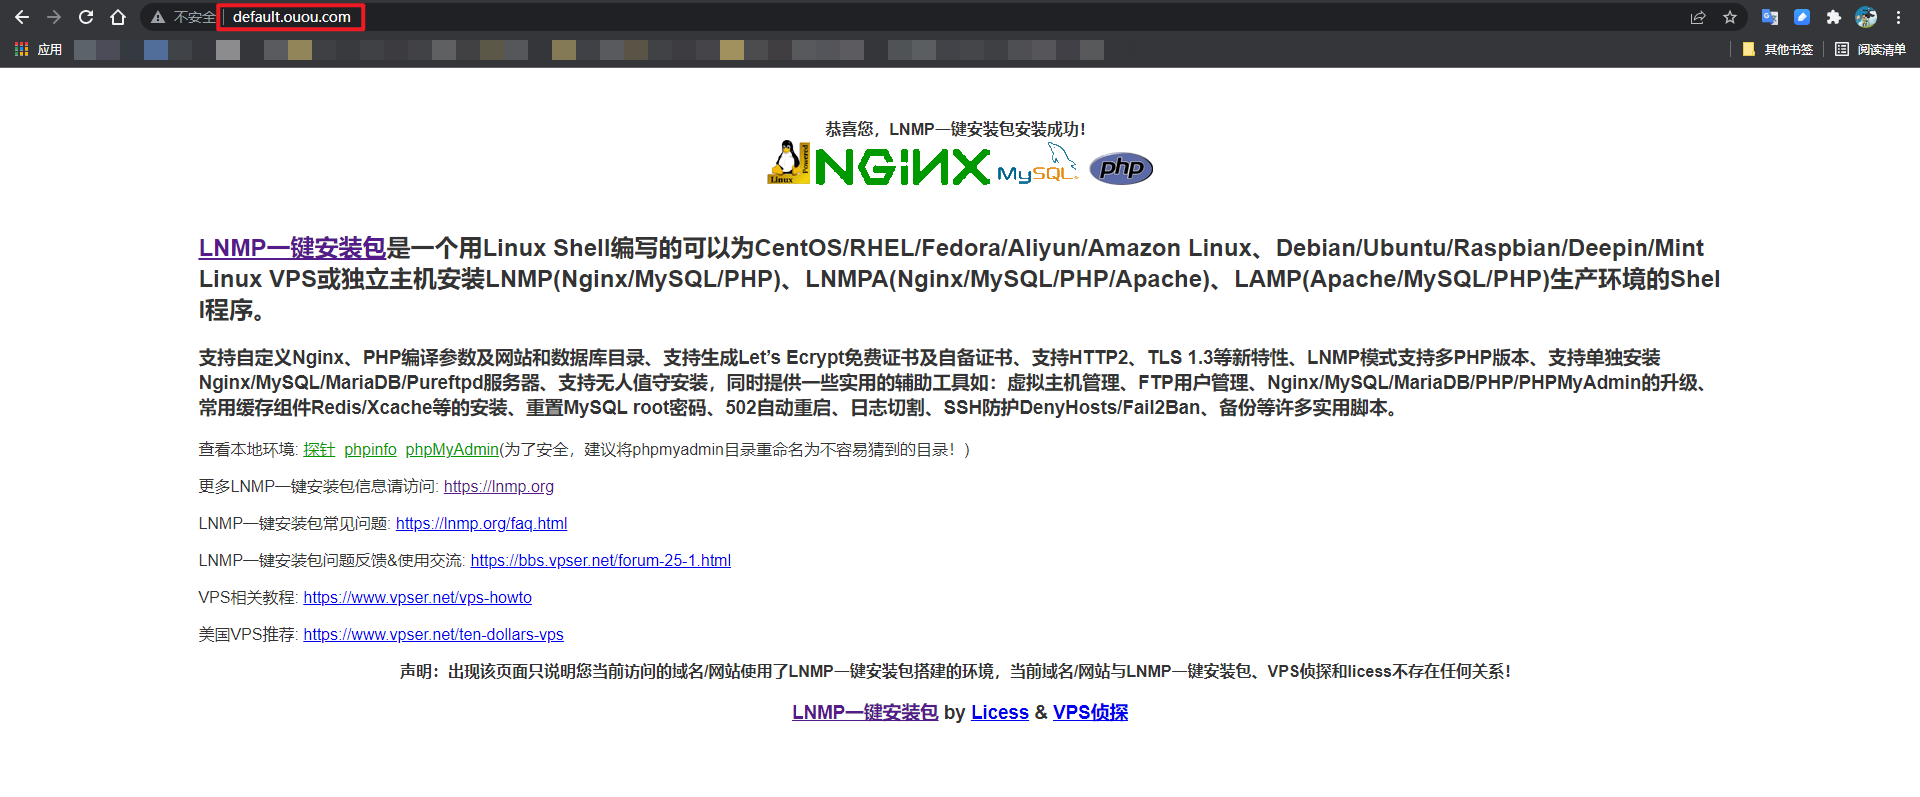 不安全 | default.ouou.com
应用
其他书签
阅读清单
恭喜您，LNMP一键安装包安装成功！
Linux Powered NGiNX MySQL php
LNMP一键安装包是一个用Linux Shell编写的可以为CentOS/RHEL/Fedora/Aliyun/Amazon Linux、Debian/Ubuntu/Raspbian/Deepin/Mint
Linux VPS或独立主机安装LNMP(Nginx/MySQL/PHP)、LNMPA(Nginx/MySQL/PHP/Apache)、LAMP(Apache/MySQL/PHP)生产环境的Shel
l程序。
支持自定义Nginx、PHP编译参数及网站和数据库目录、支持生成Let’s Ecrypt免费证书及自备证书、支持HTTP2、TLS 1.3等新特性、LNMP模式支持多PHP版本、支持单独安装
Nginx/MySQL/MariaDB/Pureftpd服务器、支持无人值守安装，同时提供一些实用的辅助工具如：虚拟主机管理、FTP用户管理、Nginx/MySQL/MariaDB/PHP/PHPMyAdmin的升级、
常用缓存组件Redis/Xcache等的安装、重置MySQL root密码、502自动重启、日志切割、SSH防护DenyHosts/Fail2Ban、备份等许多实用脚本。
查看本地环境: 探针 phpinfo phpMyAdmin(为了安全，建议将phpmyadmin目录重命名为不容易猜到的目录！)
更多LNMP一键安装包信息请访问: https://lnmp.org
LNMP一键安装包常见问题: https://lnmp.org/faq.html
LNMP一键安装包问题反馈&使用交流: https://bbs.vpser.net/forum-25-1.html
VPS相关教程: https://www.vpser.net/vps-howto
美国VPS推荐: https://www.vpser.net/ten-dollars-vps
声明：出现该页面只说明您当前访问的域名/网站使用了LNMP一键安装包搭建的环境，当前域名/网站与LNMP一键安装包、VPS侦探和licess不存在任何关系！
LNMP一键安装包 by Licess & VPS侦探